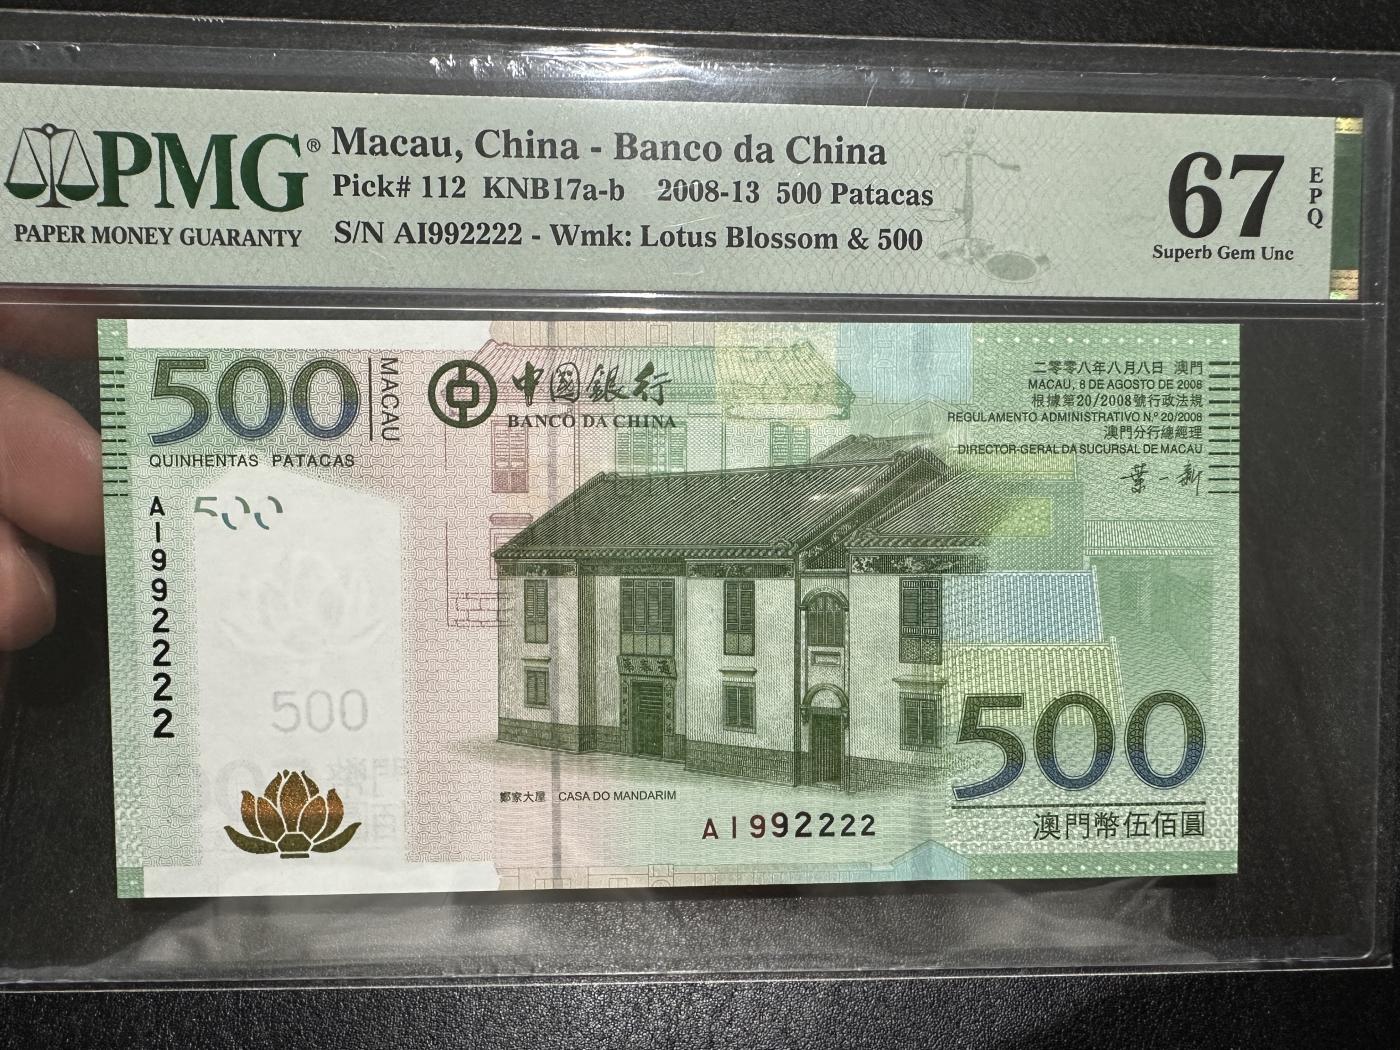 PMG®
PAPER MONEY GUARANTY
Macau, China - Banco da China
Pick# 112 KNB17a-b 2008-13 500 Patacas
S/N AI992222 - Wmk: Lotus Blossom & 500
67
Superb Gem Unc
EPQ
500
MACAU
QUINHENTAS PATACAS
中國銀行
BANCO DA CHINA
二零零八年八月八日 澳門
MACAU, 8 DE AGOSTO DE 2008
根據第20/2008號行政法規
REGULAMENTO ADMINISTRATIVO N.º 20/2008
澳門分行總經理
DIRECTOR-GERAL DA SUCURSAL DE MACAU
葉一新
AI992222
500
500
鄭家大屋 CASA DO MANDARIM
AI992222
500
澳門幣伍佰圓